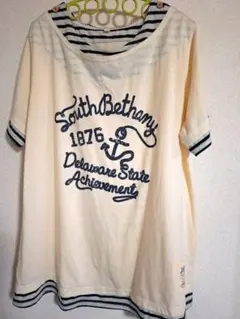 South Bethany
1876
Delaware State
Achievement